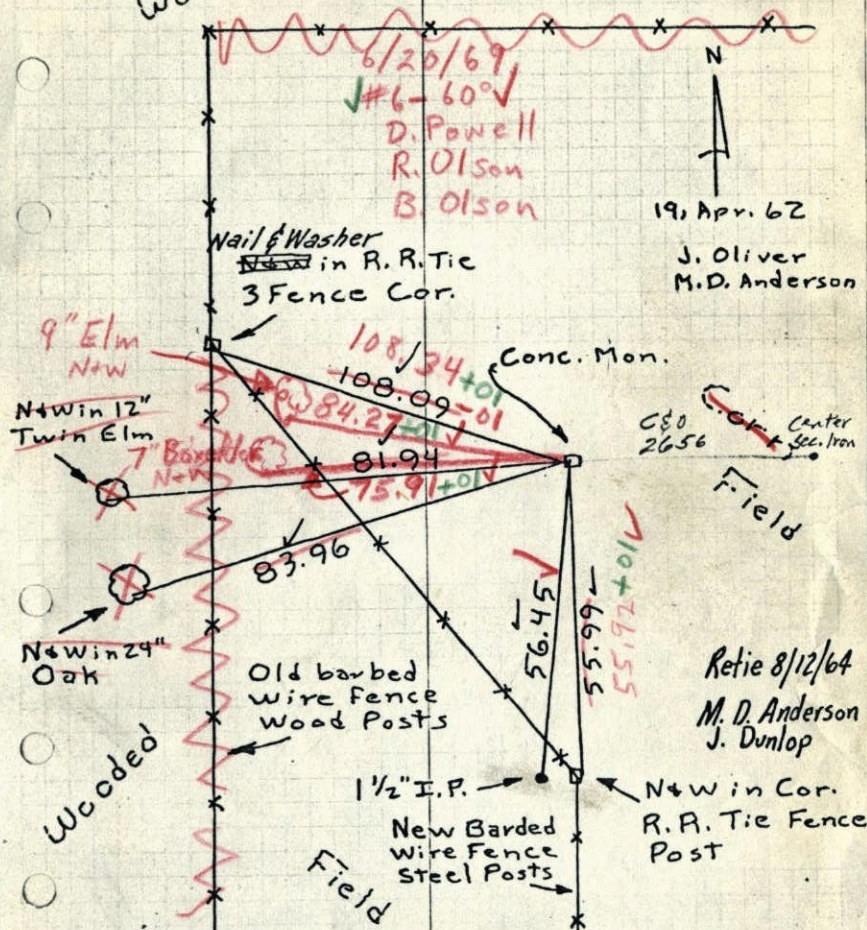 6/20/69
√#6-60°√
D. Powell
R. Olson
B. Olson
N
19, Apr. 62
J. Oliver
M.D. Anderson
Nail & Washer
N&W in R.R. Tie
3 Fence Cor.
9" Elm
N+W
108.34+01
108.09-01
Conc. Mon.
84.27+01
N&W in 12"
Twin Elm
7" Boxelder
N+W
81.94
75.91+01
C&O
2656
Center
Sec. Iron
Field
83.96
N&W in 24"
Oak
56.45
55.99
55.92+01
Old barbed
wire Fence
Wood Posts
Retie 8/12/64
M. D. Anderson
J. Dunlop
Wooded
1 1/2" I.P.
N&W in Cor.
R.R. Tie Fence
Post
New Barded
Wire Fence
Steel Posts
Field